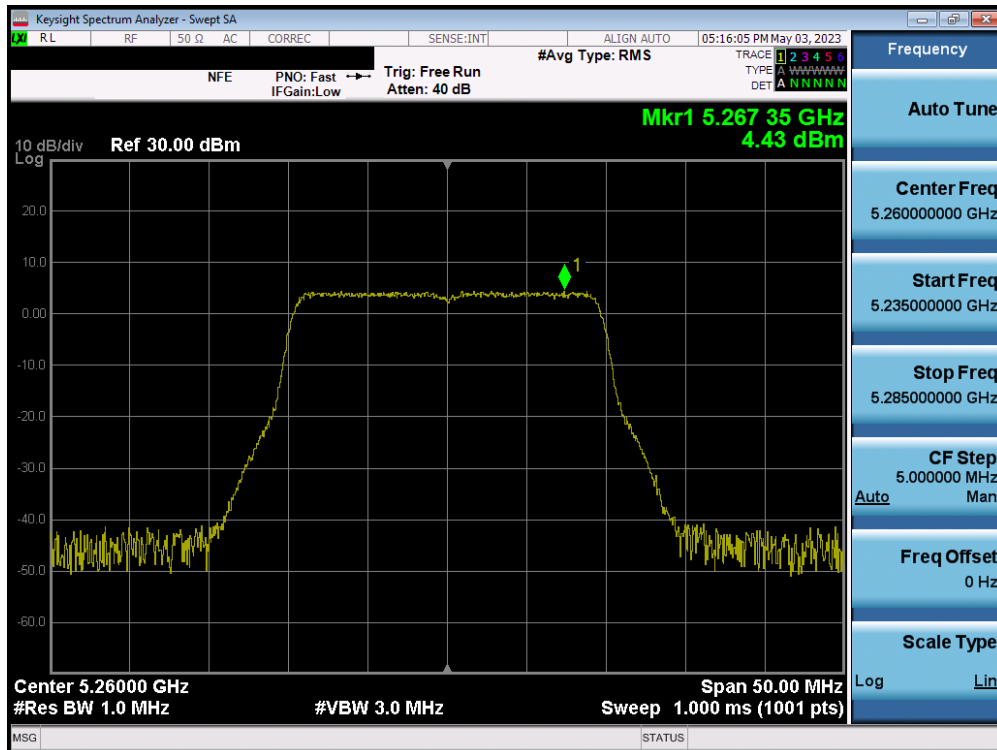 Keysight Spectrum Analyzer - Swept SA
LXI RL RF 50 Ω AC CORREC SENSE:INT ALIGN AUTO 05:16:05 PM May 03, 2023
#Avg Type: RMS
TRACE 1 2 3 4 5 6
TYPE A WWWWWW
DET A N N N N N
NFE PNO: Fast Trig: Free Run
IFGain:Low Atten: 40 dB
Mkr1 5.267 35 GHz
4.43 dBm
10 dB/div Ref 30.00 dBm
Log
20.0
10.0
0.00
-10.0
-20.0
-30.0
-40.0
-50.0
-60.0
1
Center 5.26000 GHz Span 50.00 MHz
#Res BW 1.0 MHz #VBW 3.0 MHz Sweep 1.000 ms (1001 pts)
MSG STATUS
Frequency
Auto Tune
Center Freq
5.260000000 GHz
Start Freq
5.235000000 GHz
Stop Freq
5.285000000 GHz
CF Step
5.000000 MHz
Auto Man
Freq Offset
0 Hz
Scale Type
Log Lin